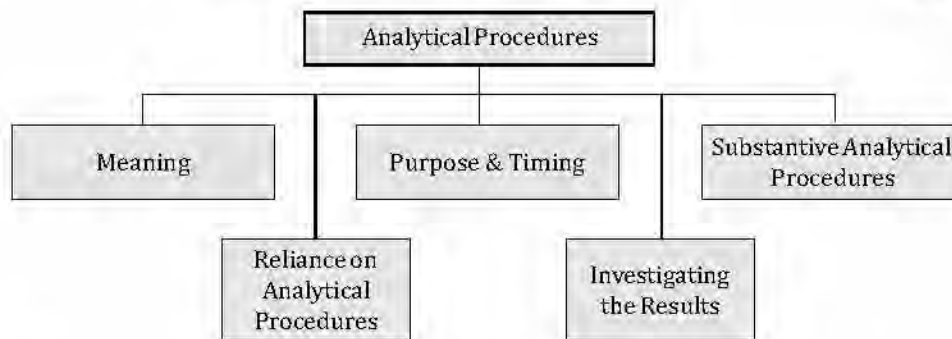 Analytical Procedures
Meaning
Purpose & Timing
Substantive Analytical
Procedures
Reliance on
Analytical
Procedures
Investigating
the Results